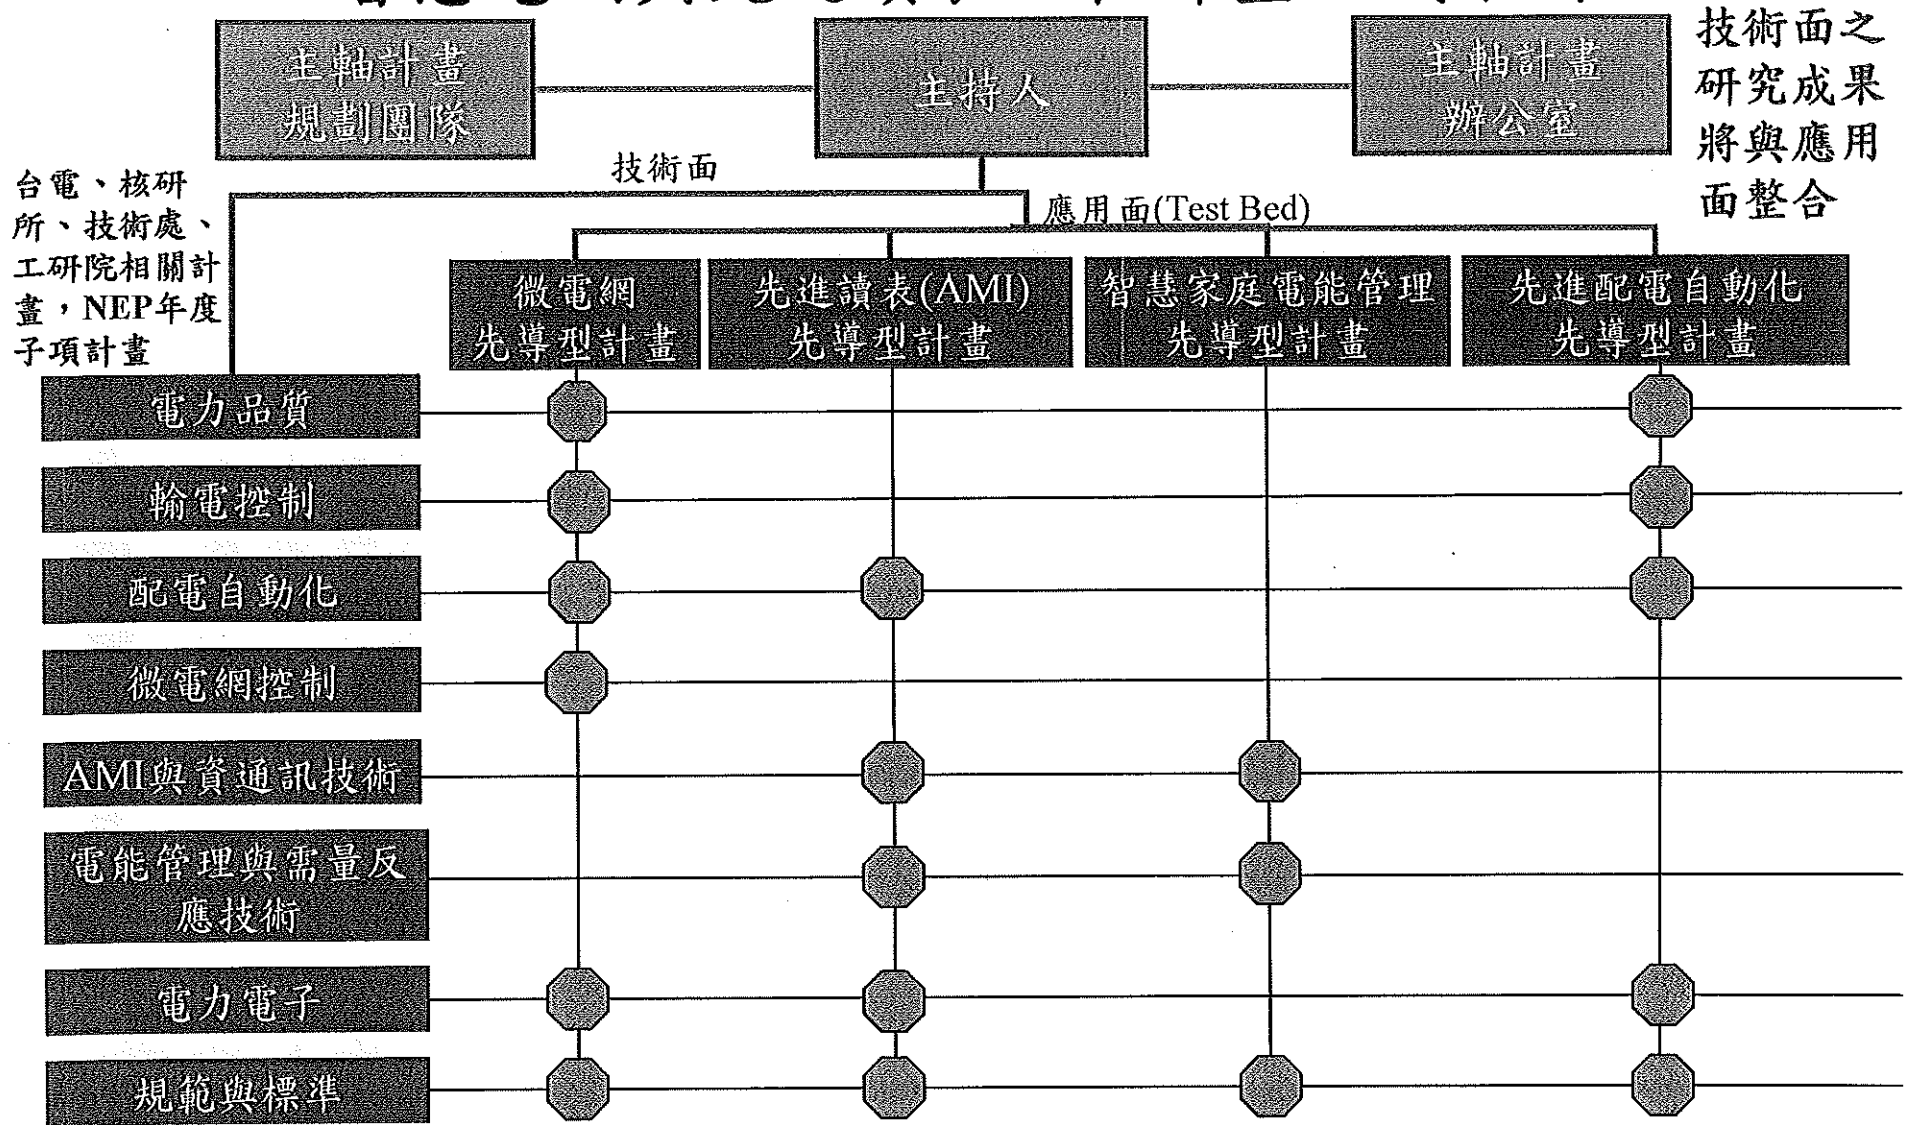 技術面之
研究成果
將與應用
面整合
主軸計畫
規劃團隊
主持人
主軸計畫
辦公室
技術面
應用面(Test Bed)
台電、核研
所、技術處、
工研院相關計
畫，NEP年度
子項計畫
微電網
先導型計畫
先進讀表(AMI)
先導型計畫
智慧家庭電能管理
先導型計畫
先進配電自動化
先導型計畫
電力品質
輸電控制
配電自動化
微電網控制
AMI與資通訊技術
電能管理與需量反
應技術
電力電子
規範與標準